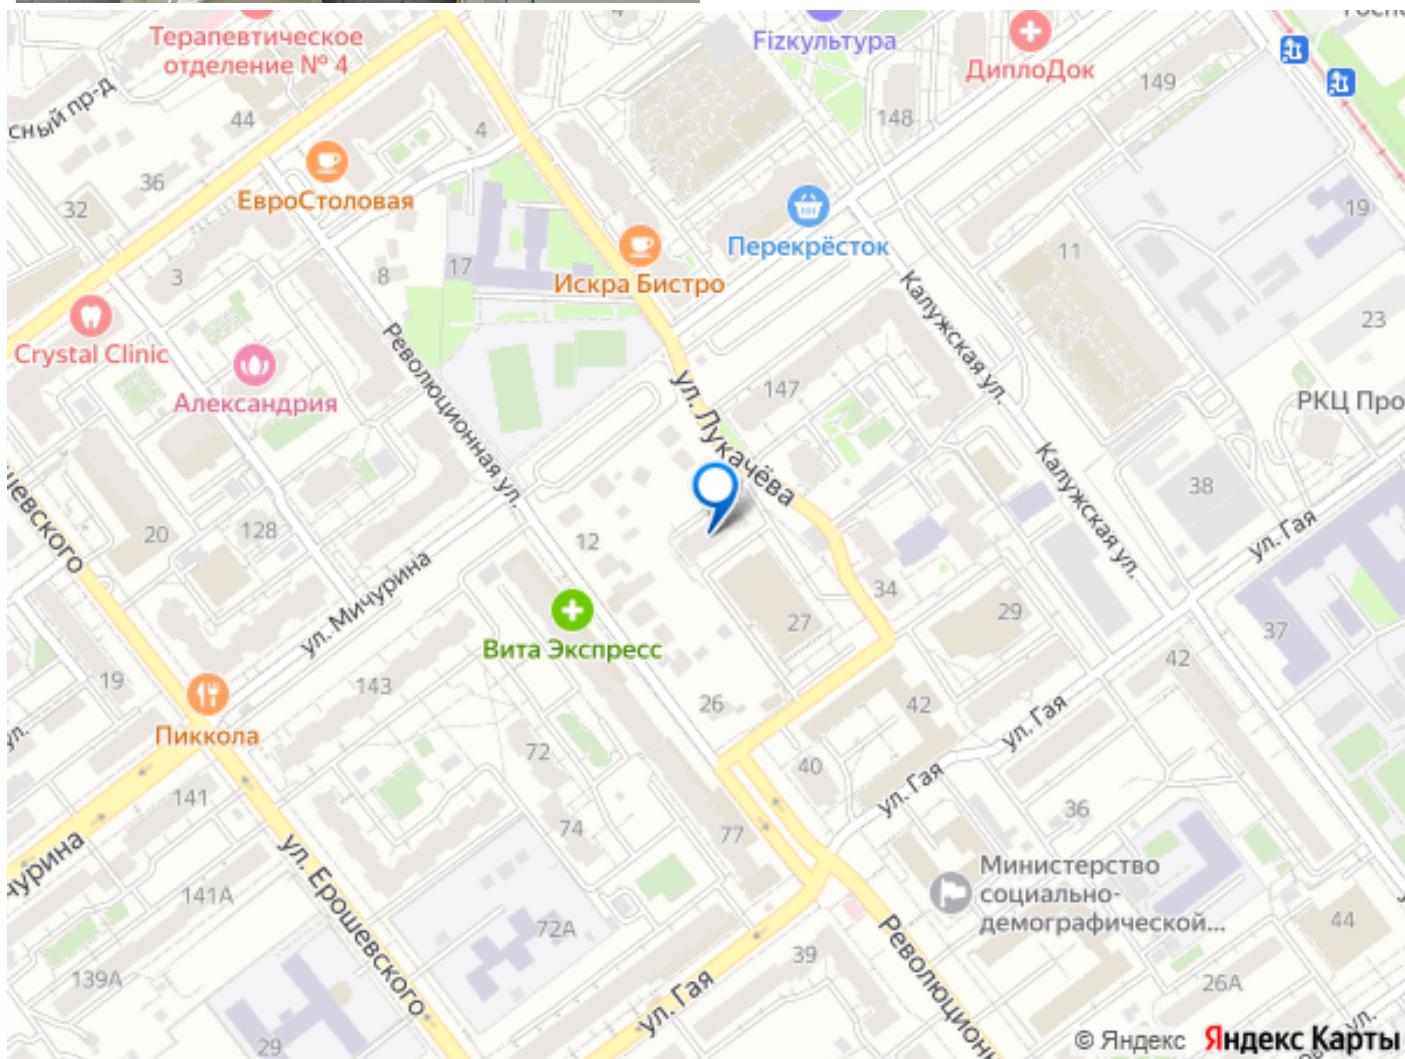 Терапевтическое
отделение № 4
Fizкультура
ДиплоДок
сный пр-д
44
4
148
149
36
ЕвроСтоловая
32
19
Перекрёсток
17
8
11
3
Искра Бистро
Калужская ул.
23
Crystal Clinic
Революционная ул.
ул. Лукачёва
147
РКЦ Про
Александрия
шевского
Калужская ул.
38
20
128
12
ул. Гая
ул. Мичурина
34
Вита Экспресс
27
29
37
19
143
26
42
42
ул.
Пиккола
72
40
ул. Гая
141
74
77
ул. Гая
36
чурина
ул. Ерошевского
Министерство
социально-
демографической...
141А
72А
44
39
Революционн
139А
26А
ул. Гая
29
ул.
© Яндекс Яндекс Карты